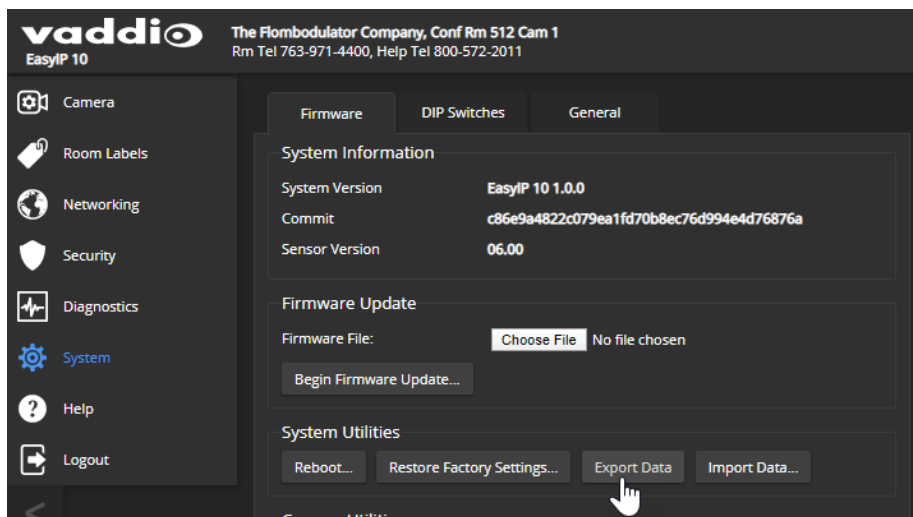 vaddio
EasyIP 10
The Flombodulator Company, Conf Rm 512 Cam 1
Rm Tel 763-971-4400, Help Tel 800-572-2011
Camera
Room Labels
Networking
Security
Diagnostics
System
Help
Logout
Firmware DIP Switches General
System Information
System Version EasyIP 10 1.0.0
Commit c86e9a4822c079ea1fd70b8ec76d994e4d76876a
Sensor Version 06.00
Firmware Update
Firmware File: Choose File No file chosen
Begin Firmware Update...
System Utilities
Reboot... Restore Factory Settings... Export Data Import Data...